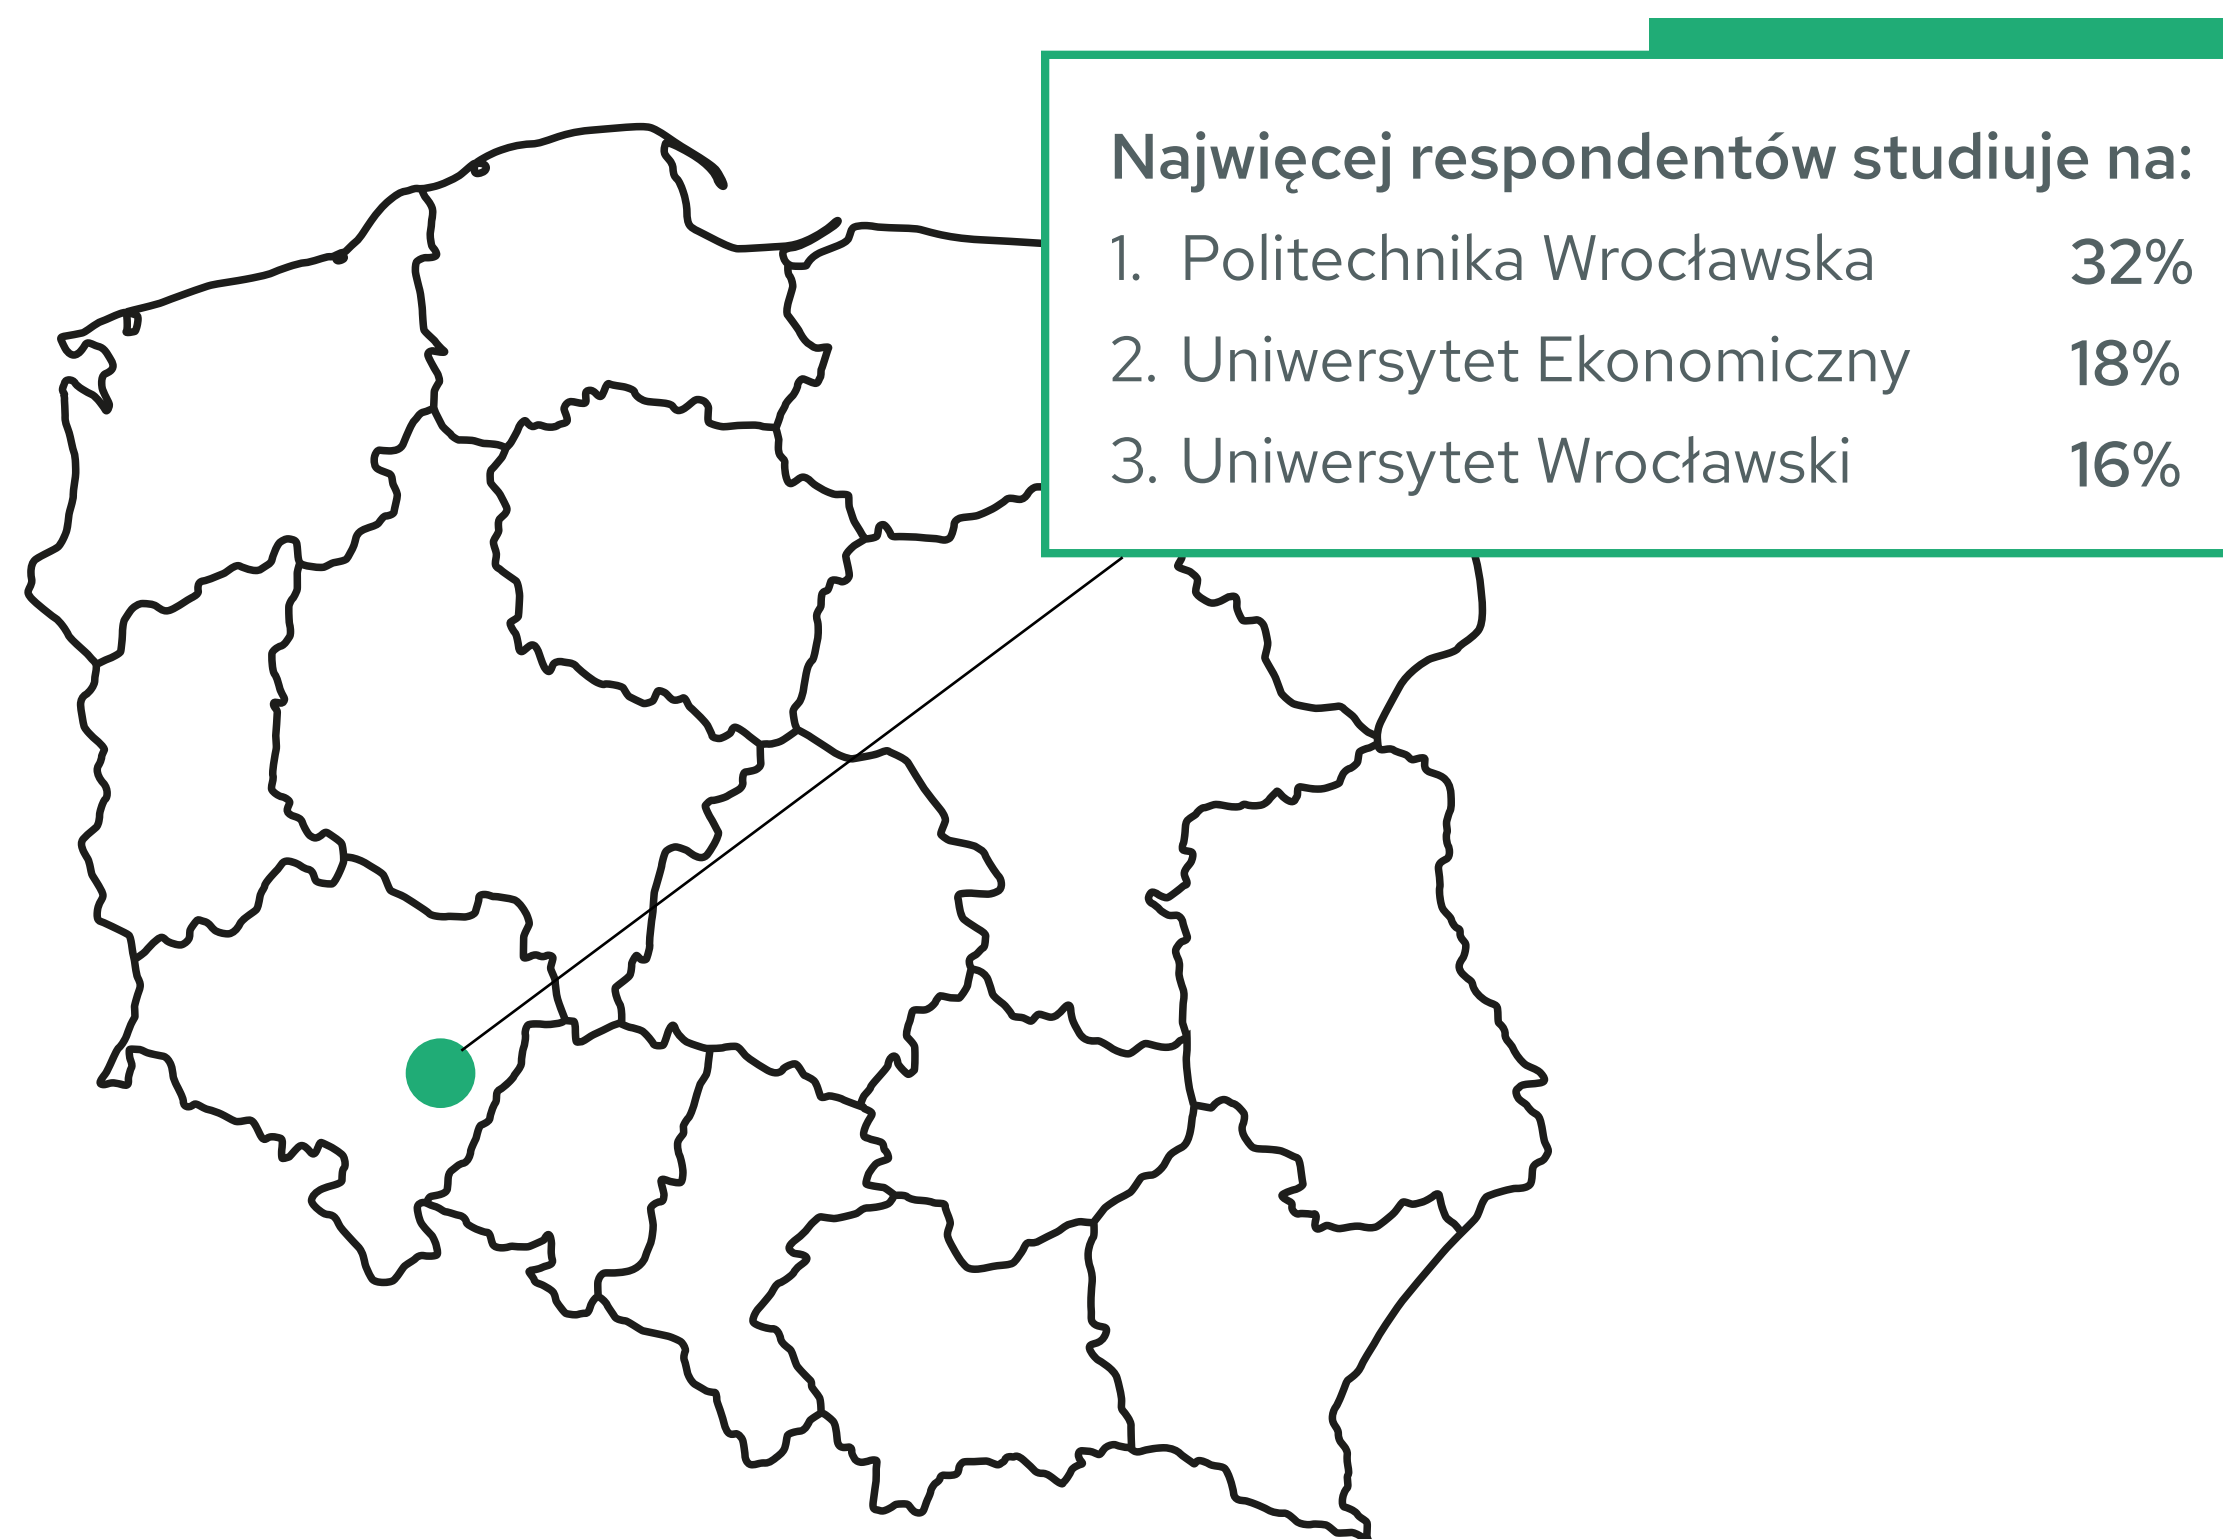 Najwięcej respondentów studiuje na:
1. Politechnika Wrocławska 32%
2. Uniwersytet Ekonomiczny 18%
3. Uniwersytet Wrocławski 16%